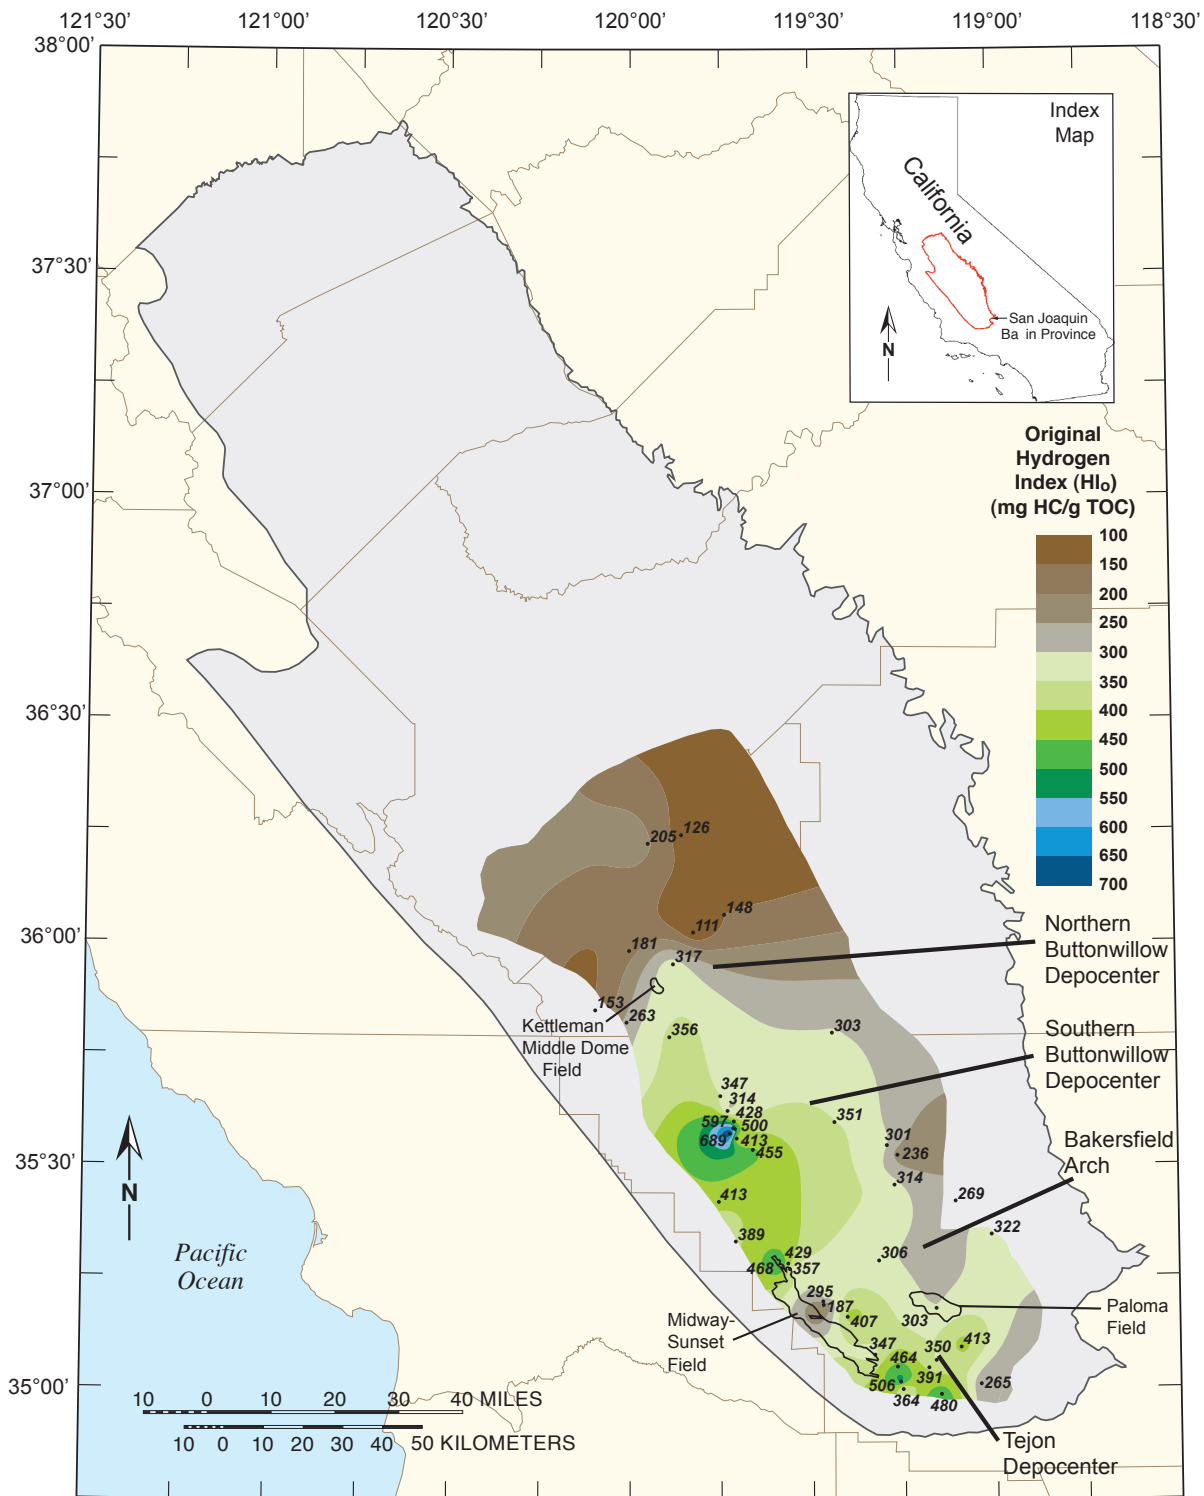 121°30’ 121°00’ 120°30’ 120°00’ 119°30’ 119°00’ 118°30’
38°00’
37°30’
37°00’
36°30’
36°00’
35°30’
35°00’
Index
Map
California
San Joaquin
Ba in Province
N
Original
Hydrogen
Index (HIo)
(mg HC/g TOC)
100
150
200
250
300
350
400
450
500
550
600
650
700
205
126
148
111
181
317
153
263
356
303
347
314
428
597
500
689
413
455
351
301
236
314
269
413
389
322
306
429
468
357
295
187
407
303
347
464
350
413
391
506
364
480
265
Northern
Buttonwillow
Depocenter
Southern
Buttonwillow
Depocenter
Bakersfield
Arch
Kettleman
Middle Dome
Field
Midway-
Sunset
Field
Paloma
Field
Tejon
Depocenter
N
Pacific
Ocean
10 0 10 20 30 40 MILES
10 0 10 20 30 40 50 KILOMETERS